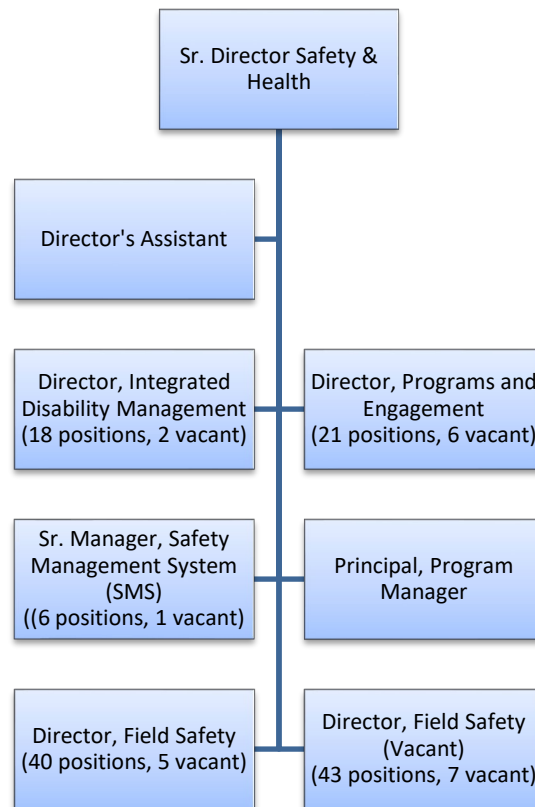 Sr. Director Safety &
Health
Director's Assistant
Director, Integrated
Disability Management
(18 positions, 2 vacant)
Director, Programs and
Engagement
(21 positions, 6 vacant)
Sr. Manager, Safety
Management System
(SMS)
((6 positions, 1 vacant)
Principal, Program
Manager
Director, Field Safety
(40 positions, 5 vacant)
Director, Field Safety
(Vacant)
(43 positions, 7 vacant)